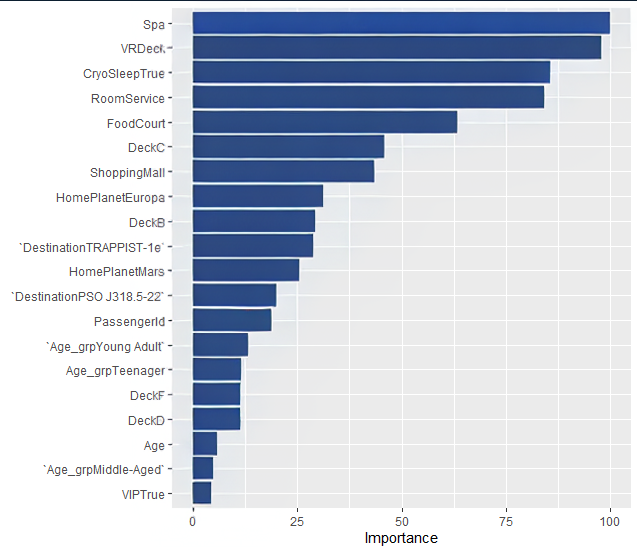 Spa
VRDeck
CryoSleepTrue
RoomService
FoodCourt
DeckC
ShoppingMall
HomePlanetEuropa
DeckB
`DestinationTRAPPIST-1e`
HomePlanetMars
`DestinationPSO J318.5-22`
PassengerId
`Age_grpYoung Adult`
Age_grpTeenager
DeckF
DeckD
Age
`Age_grpMiddle-Aged`
VIPTrue
0 25 50 75 100
Importance